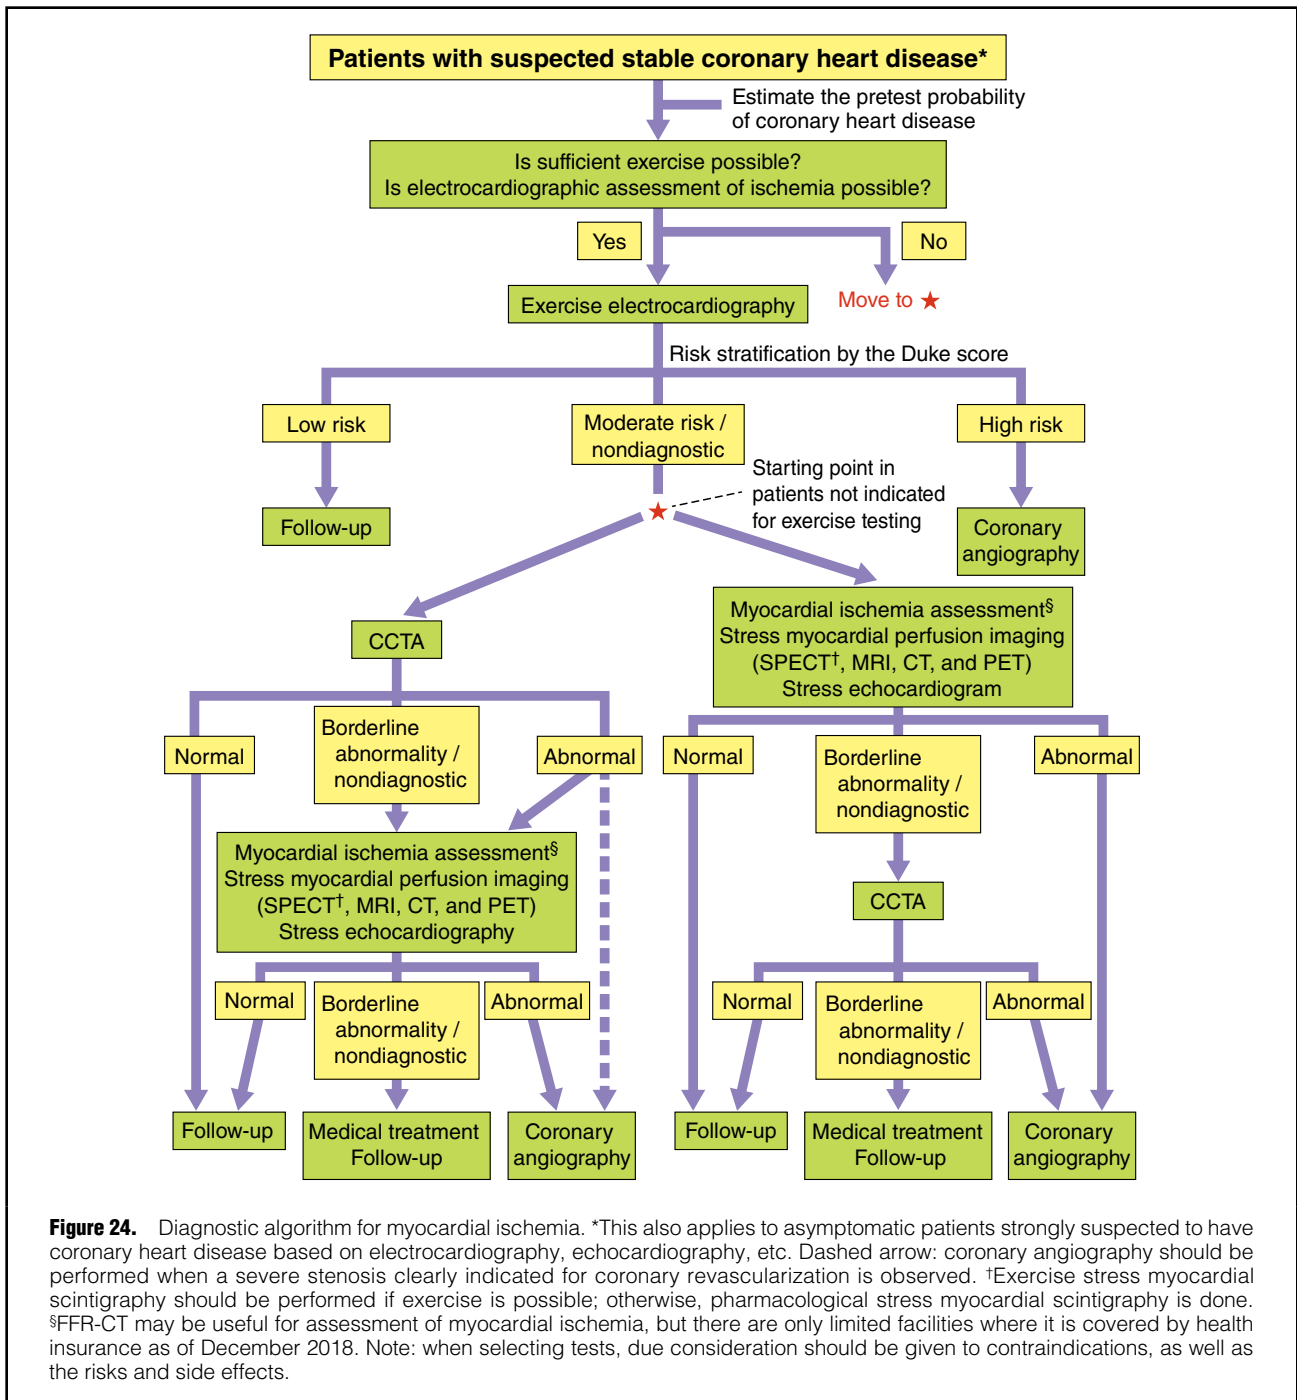 Patients with suspected stable coronary heart disease*
Estimate the pretest probability
of coronary heart disease
Is sufficient exercise possible?
Is electrocardiographic assessment of ischemia possible?
Yes
No
Exercise electrocardiography
Move to ★
Risk stratification by the Duke score
Low risk
Moderate risk /
nondiagnostic
High risk
Starting point in
patients not indicated
for exercise testing
★
Follow-up
Coronary
angiography
CCTA
Myocardial ischemia assessment§
Stress myocardial perfusion imaging
(SPECT†, MRI, CT, and PET)
Stress echocardiogram
Normal
Borderline
abnormality /
nondiagnostic
Abnormal
Normal
Borderline
abnormality /
nondiagnostic
Abnormal
Myocardial ischemia assessment§
Stress myocardial perfusion imaging
(SPECT†, MRI, CT, and PET)
Stress echocardiography
CCTA
Normal
Borderline
abnormality /
nondiagnostic
Abnormal
Normal
Borderline
abnormality /
nondiagnostic
Abnormal
Follow-up
Medical treatment
Follow-up
Coronary
angiography
Follow-up
Medical treatment
Follow-up
Coronary
angiography
Figure 24. Diagnostic algorithm for myocardial ischemia. *This also applies to asymptomatic patients strongly suspected to have
coronary heart disease based on electrocardiography, echocardiography, etc. Dashed arrow: coronary angiography should be
performed when a severe stenosis clearly indicated for coronary revascularization is observed. †Exercise stress myocardial
scintigraphy should be performed if exercise is possible; otherwise, pharmacological stress myocardial scintigraphy is done.
§FFR-CT may be useful for assessment of myocardial ischemia, but there are only limited facilities where it is covered by health
insurance as of December 2018. Note: when selecting tests, due consideration should be given to contraindications, as well as
the risks and side effects.